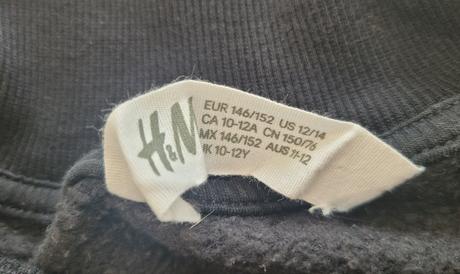 H&M
EUR 146/152 US 12/14
CA 10-12A CN 150/76
MX 146/152 AUS 11-12
UK 10-12Y